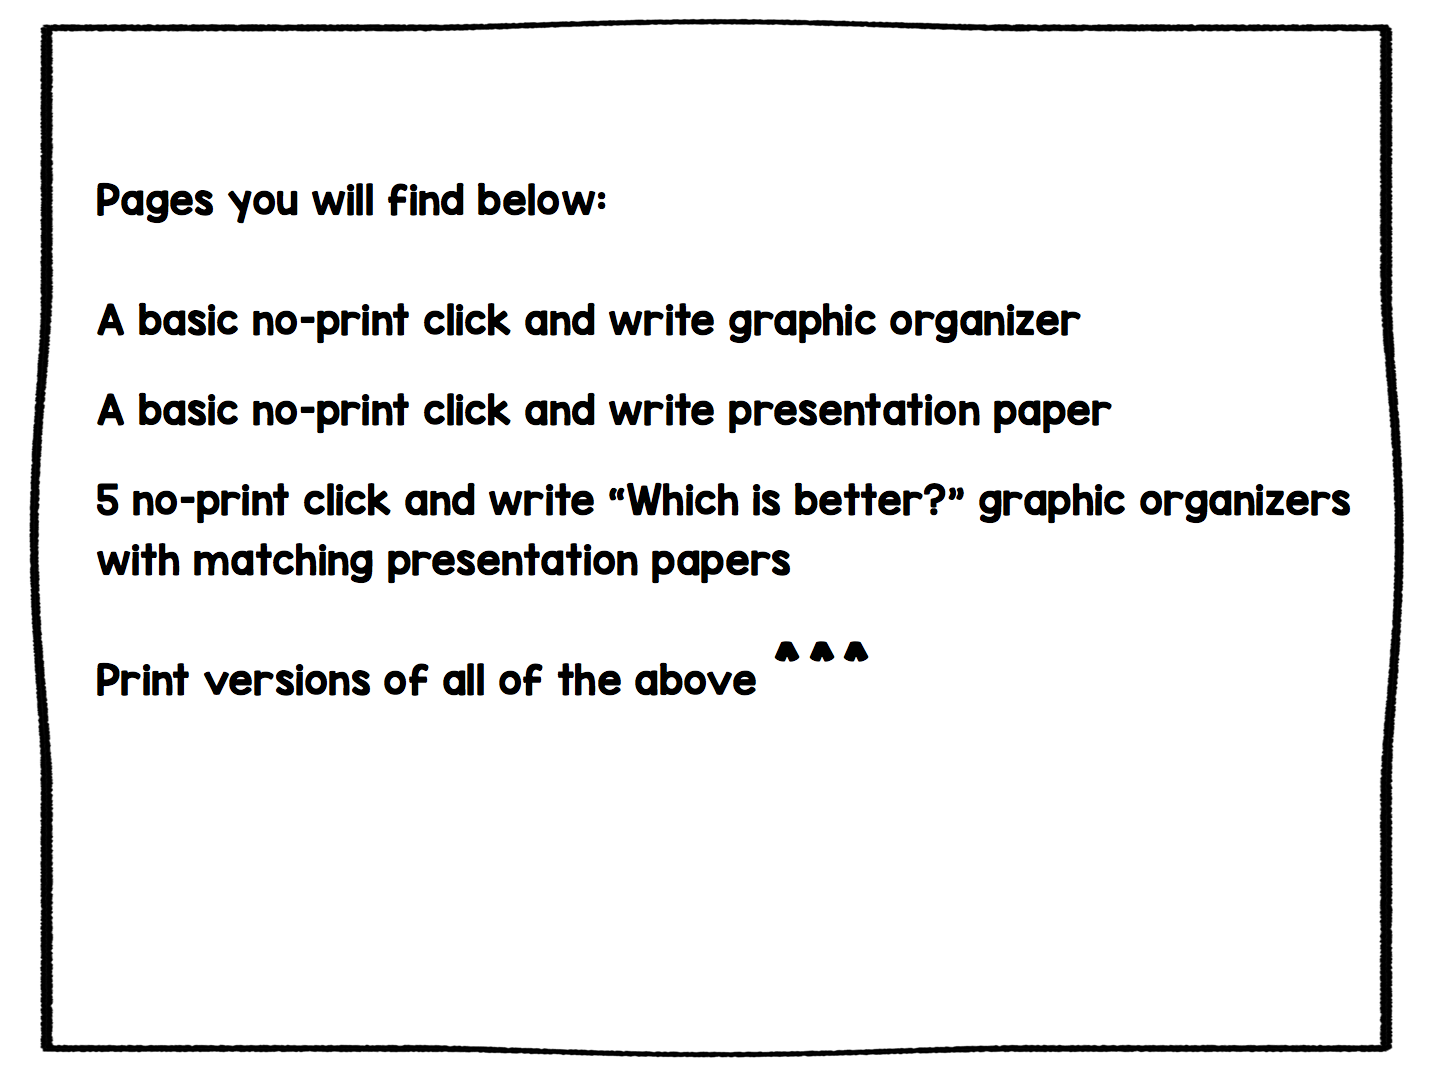 Pages you will find below:
A basic no-print click and write graphic organizer
A basic no-print click and write presentation paper
5 no-print click and write “Which is better?” graphic organizers
with matching presentation papers
Print versions of all of the above ^^^